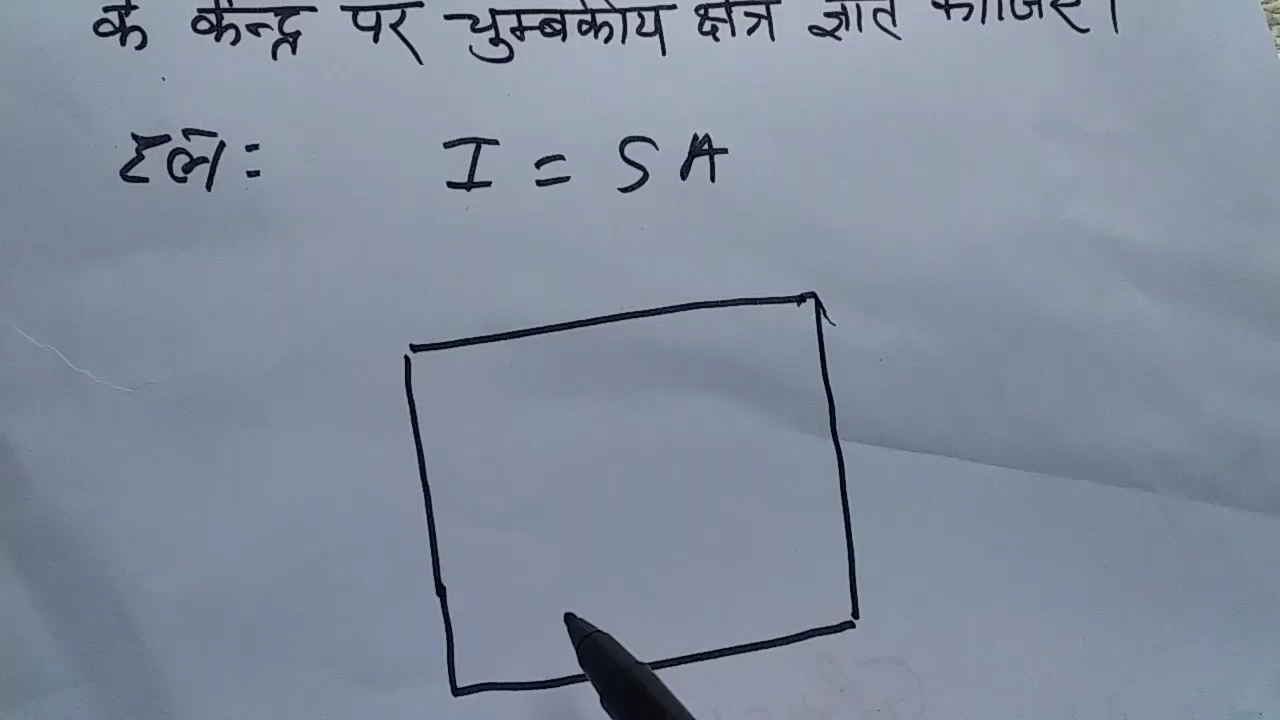 के केन्द्र पर चुम्बकीय क्षेत्र ज्ञात कीजिए।
हल: I = 5 A